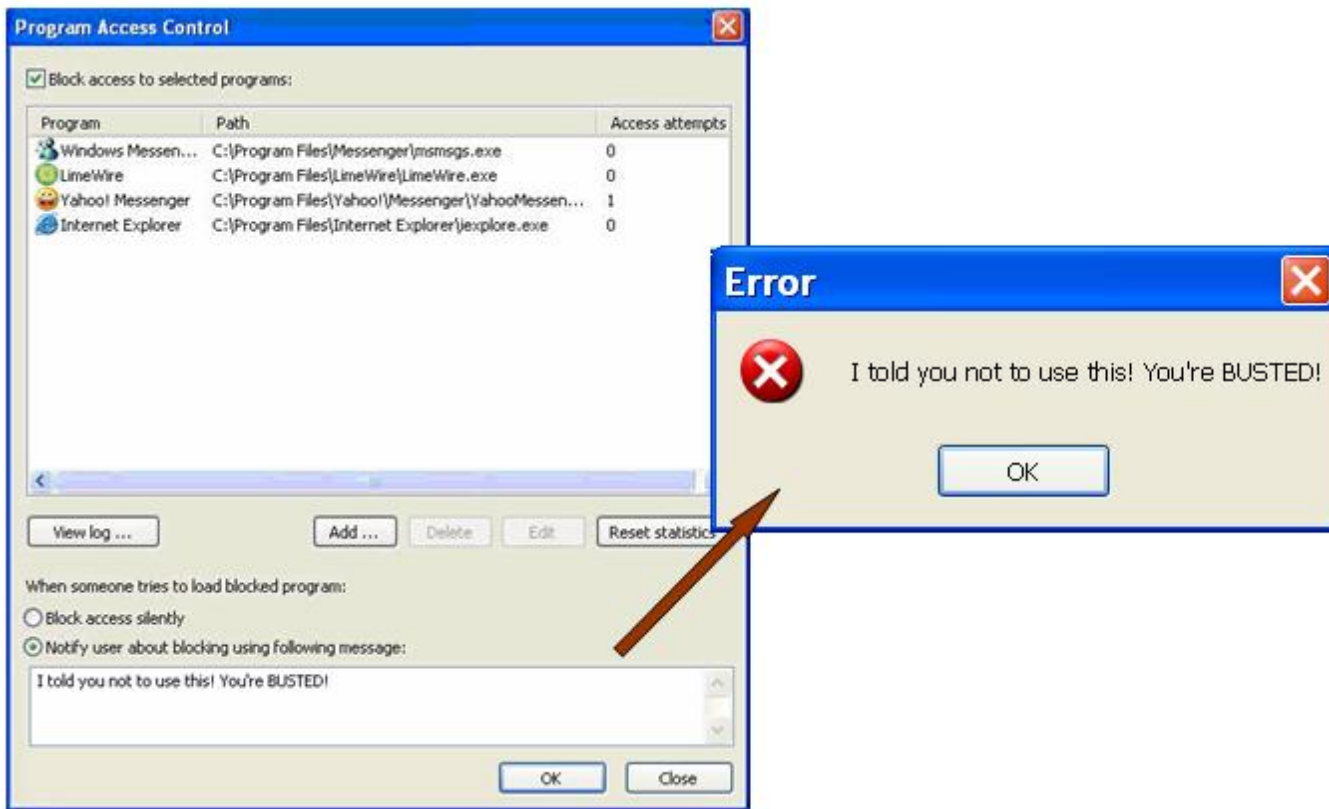 Program Access Control
Block access to selected programs:
Program Path Access attempts
Windows Messen... C:\Program Files\Messenger\msmsgs.exe 0
LimeWire C:\Program Files\LimeWire\LimeWire.exe 0
Yahoo! Messenger C:\Program Files\Yahoo!\Messenger\YahooMessen... 1
Internet Explorer C:\Program Files\Internet Explorer\iexplore.exe 0
View log ... Add ... Delete Edit Reset statistics
When someone tries to load blocked program:
Block access silently
Notify user about blocking using following message:
I told you not to use this! You're BUSTED!
OK Close
Error
I told you not to use this! You're BUSTED!
OK